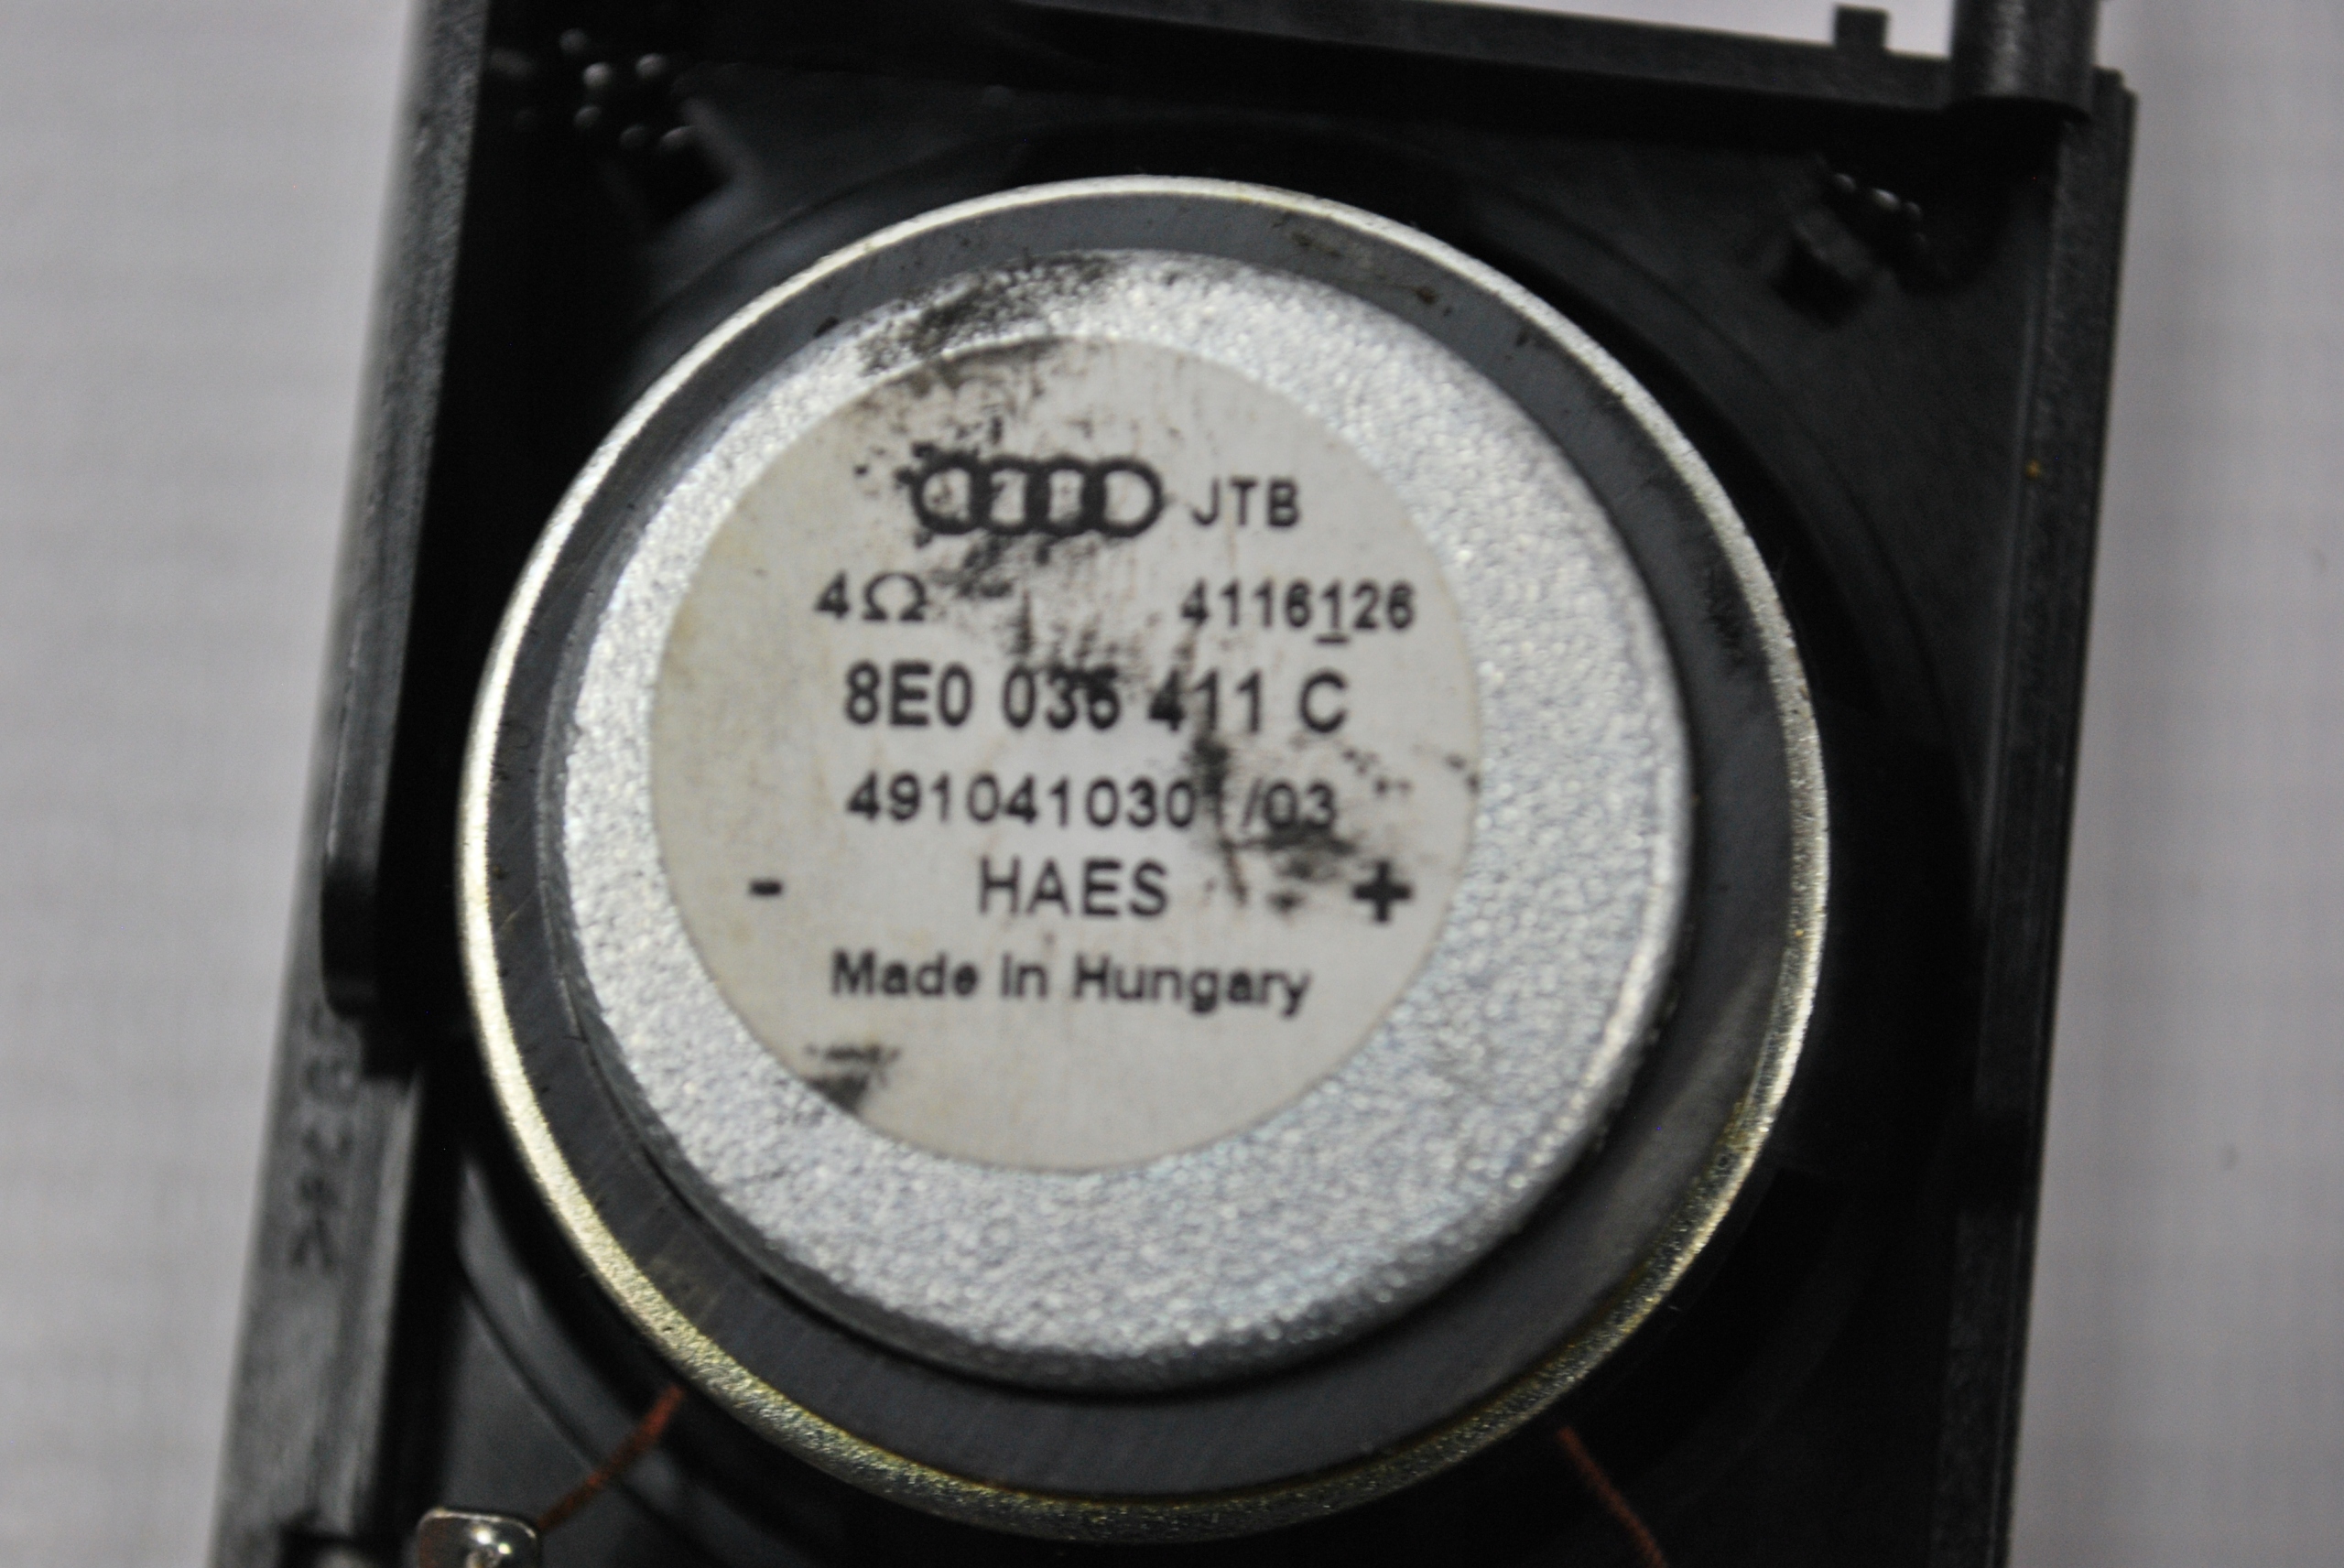 JTB
4Ω 4116126
8E0 035 411 C
491041030 /03
- HAES +
Made in Hungary